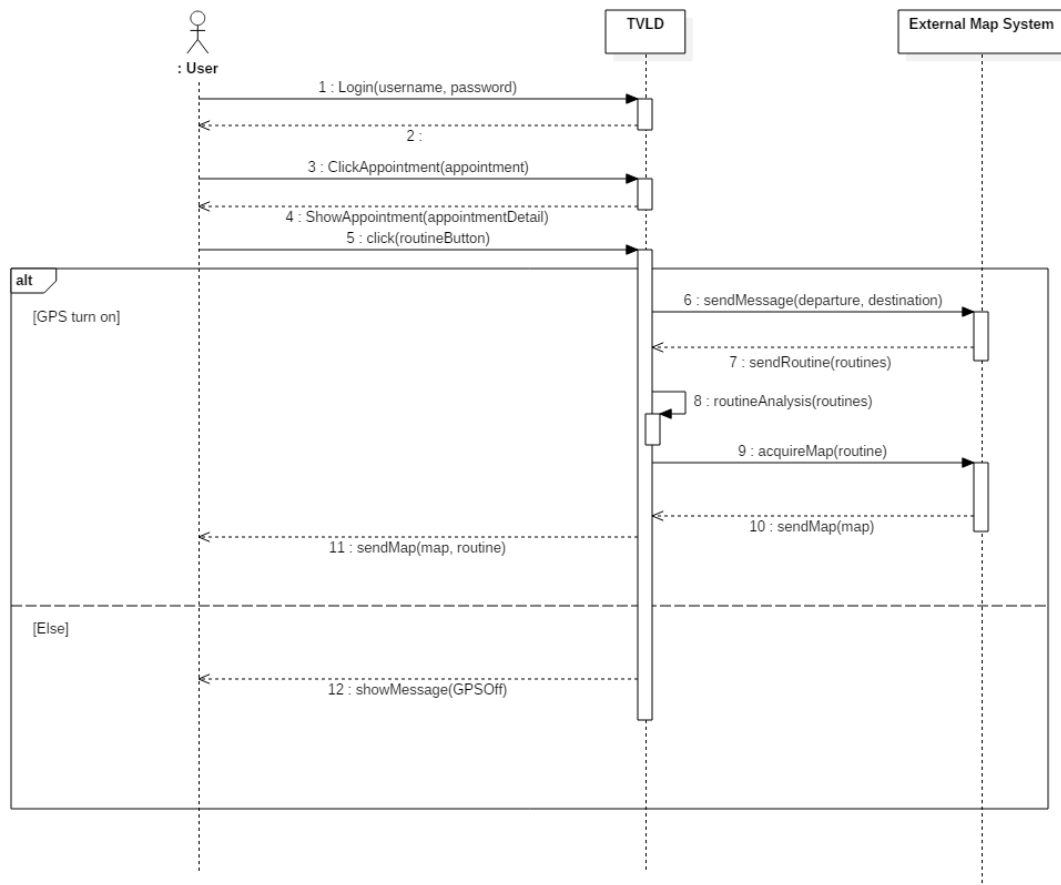 TVLD
External Map System
: User
1 : Login(username, password)
2 :
3 : ClickAppointment(appointment)
4 : ShowAppointment(appointmentDetail)
5 : click(routineButton)
alt
6 : sendMessage(departure, destination)
[GPS turn on]
7 : sendRoutine(routines)
8 : routineAnalysis(routines)
9 : acquireMap(routine)
10 : sendMap(map)
11 : sendMap(map, routine)
[Else]
12 : showMessage(GPSOff)